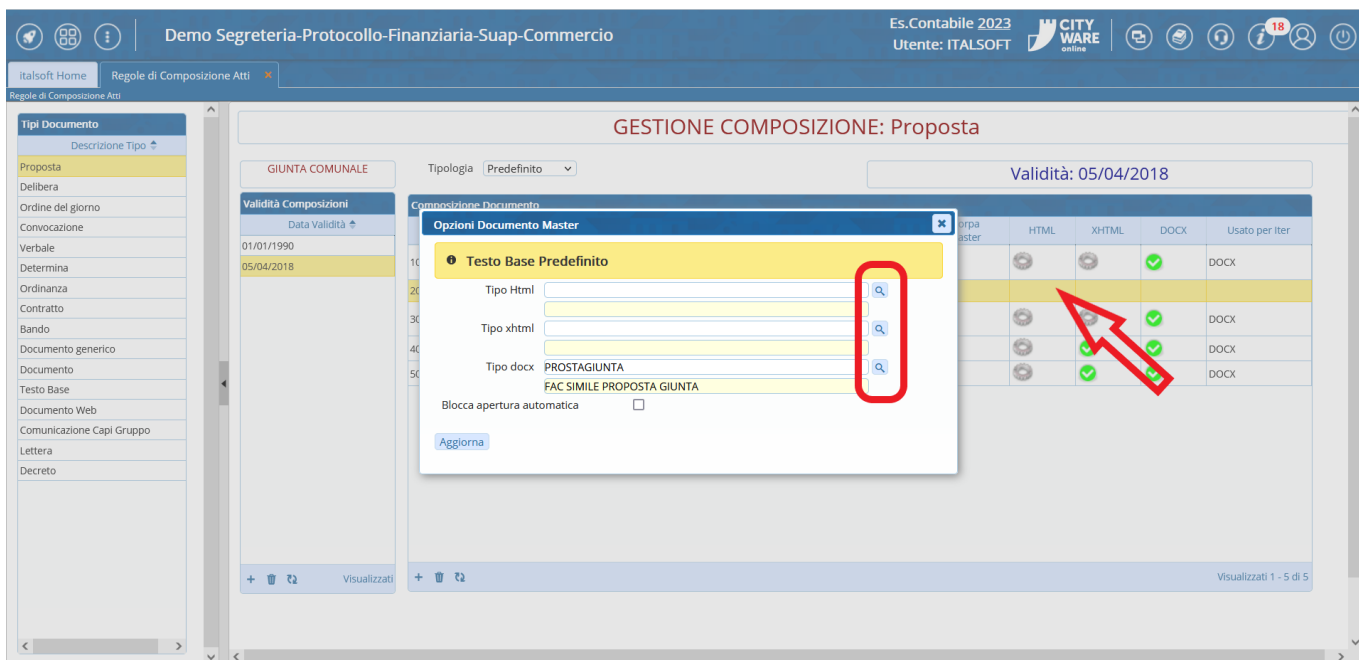 Demo Segreteria-Protocollo-Finanziaria-Suap-Commercio
Es.Contabile 2023
Utente: ITALSOFT
CITY WARE online
18
italsoft Home
Regole di Composizione Atti ×
Regole di Composizione Atti
Tipi Documento
Descrizione Tipo
Proposta
Delibera
Ordine del giorno
Convocazione
Verbale
Determina
Ordinanza
Contratto
Bando
Documento generico
Documento
Testo Base
Documento Web
Comunicazione Capi Gruppo
Lettera
Decreto
GESTIONE COMPOSIZIONE: Proposta
GIUNTA COMUNALE
Tipologia Predefinito
Validità: 05/04/2018
Validità Composizioni
Data Validità
01/01/1990
05/04/2018
Visualizzati
Composizione Documento
HTML XHTML DOCX Usato per Iter
DOCX
DOCX
DOCX
DOCX
Visualizzati 1 - 5 di 5
Opzioni Documento Master
Testo Base Predefinito
Tipo Html
Tipo xhtml
Tipo docx PROSTAGIUNTA
FAC SIMILE PROPOSTA GIUNTA
Blocca apertura automatica
Aggiorna